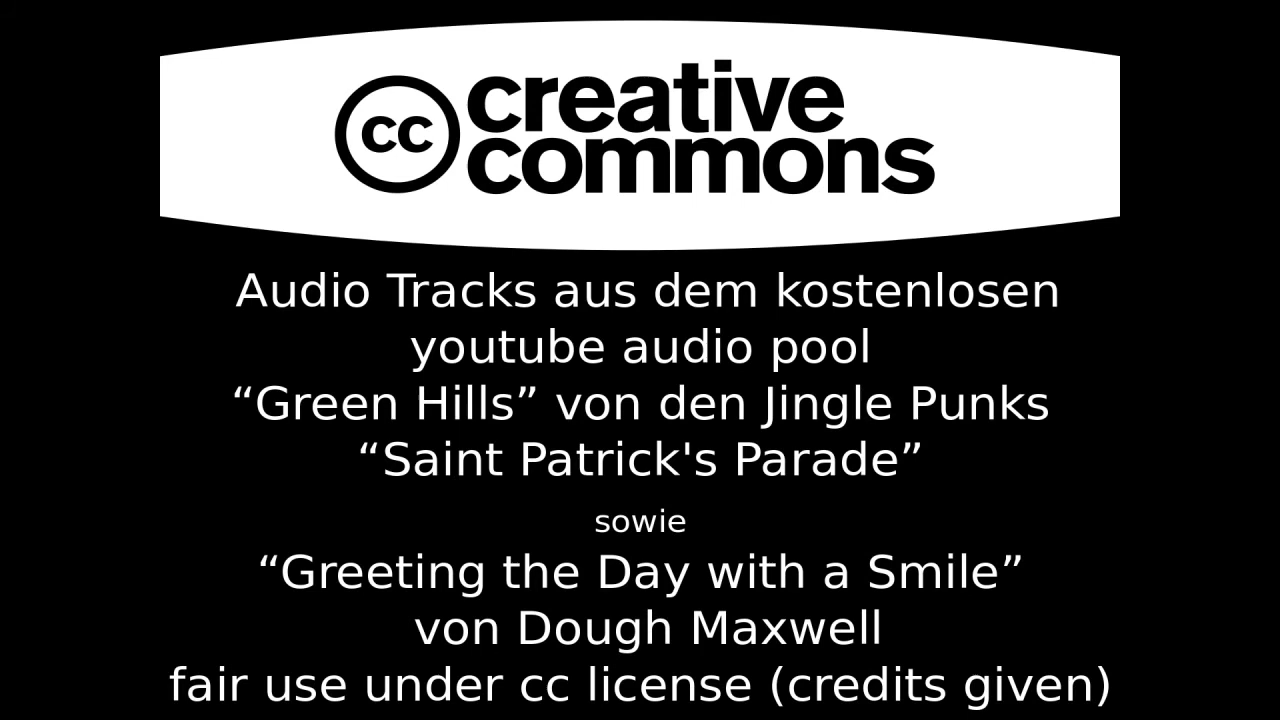 cc creative
commons
Audio Tracks aus dem kostenlosen
youtube audio pool
“Green Hills” von den Jingle Punks
“Saint Patrick's Parade”
sowie
“Greeting the Day with a Smile”
von Dough Maxwell
fair use under cc license (credits given)